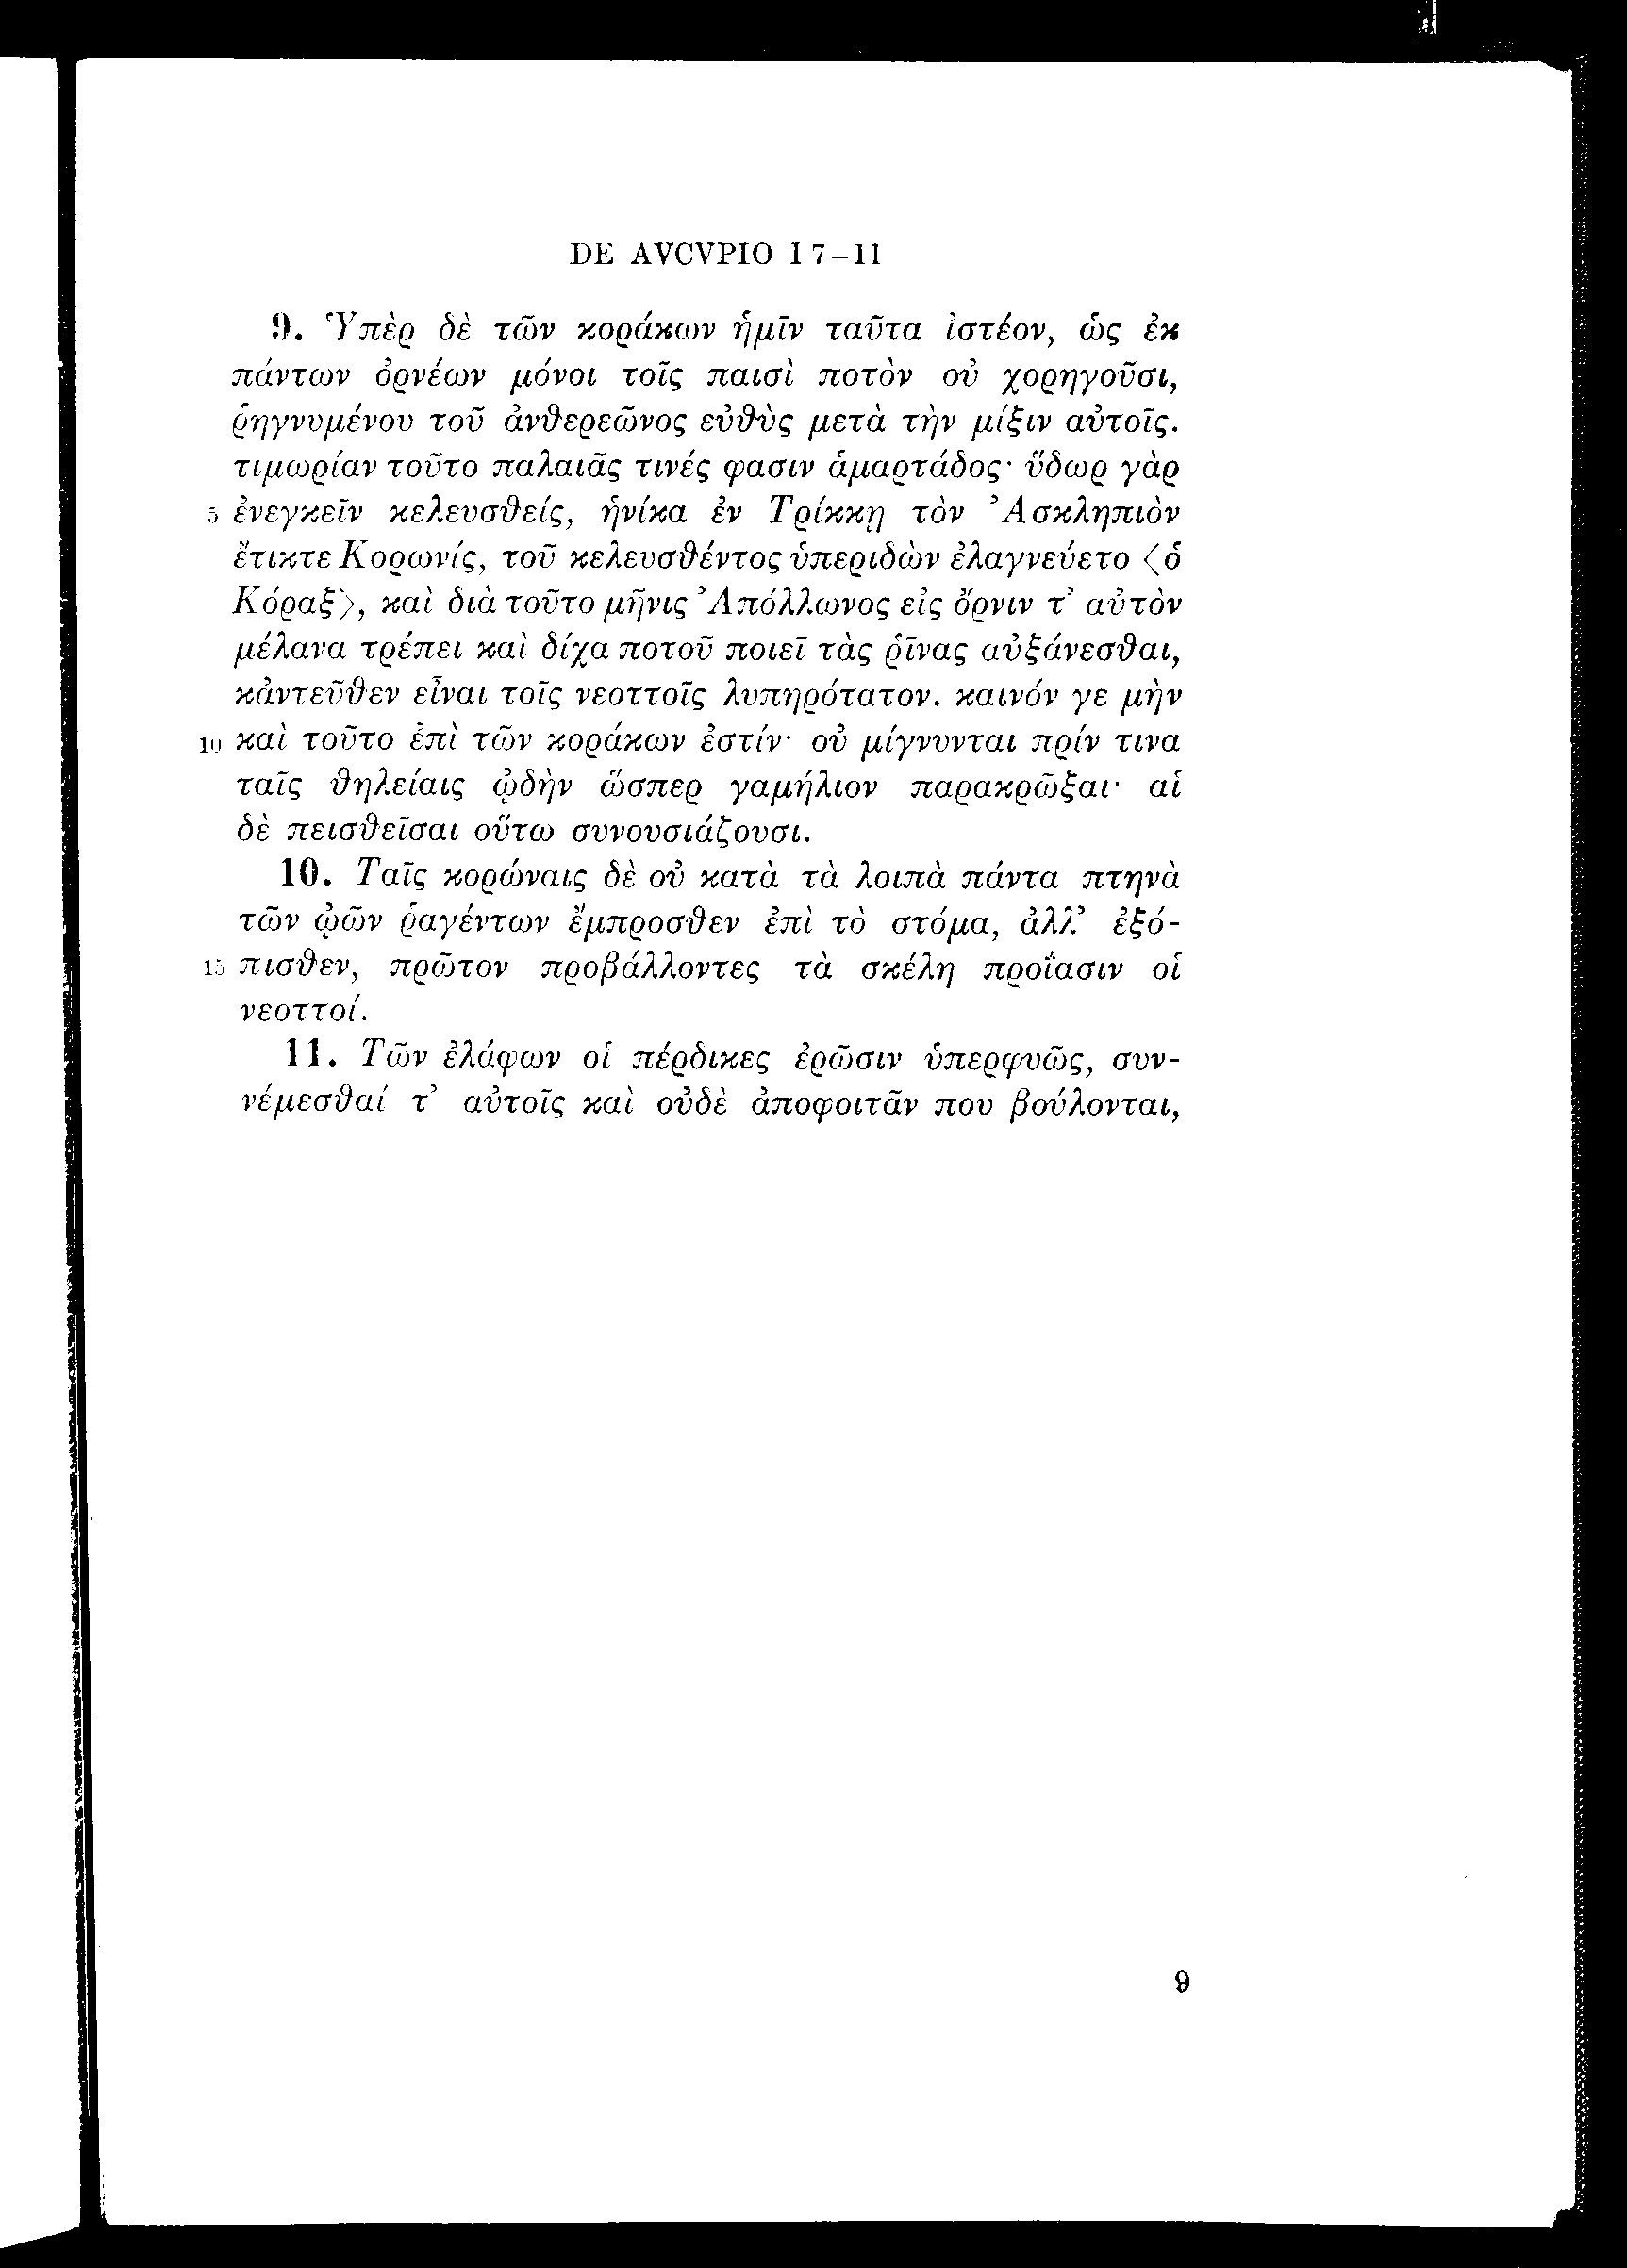 DE AVCVPIO I 7–11
9. Ὑπὲρ δὲ τῶν κοράκων ἡμῖν ταῦτα ἰστέον, ὡς ἐκ
πάντων ὀρνέων μόνοι τοῖς παισὶ ποτὸν οὐ χορηγοῦσι,
ῥηγνυμένου τοῦ ἀνθερεῶνος εὐθὺς μετὰ τὴν μίξιν αὐτοῖς.
τιμωρίαν τοῦτο παλαιᾶς τινές φασιν ἁμαρτάδος· ὕδωρ γὰρ
5 ἐνεγκεῖν κελευσθείς, ἡνίκα ἐν Τρίκκῃ τὸν Ἀσκληπιὸν
ἔτικτε Κορωνίς, τοῦ κελευσθέντος ὑπεριδὼν ἐλαγνεύετο ⟨ὁ
Κόραξ⟩, καὶ διὰ τοῦτο μῆνις Ἀπόλλωνος εἰς ὄρνιν τ’ αὐτὸν
μέλανα τρέπει καὶ δίχα ποτοῦ ποιεῖ τὰς ῥῖνας αὐξάνεσθαι,
κἀντεῦθεν εἶναι τοῖς νεοττοῖς λυπηρότατον. καινόν γε μὴν
10 καὶ τοῦτο ἐπὶ τῶν κοράκων ἐστίν· οὐ μίγνυνται πρίν τινα
ταῖς θηλείαις ᾠδὴν ὥσπερ γαμήλιον παρακρῶξαι· αἱ
δὲ πεισθεῖσαι οὕτω συνουσιάζουσι.
10. Ταῖς κορώναις δὲ οὐ κατὰ τὰ λοιπὰ πάντα πτηνὰ
τῶν ᾠῶν ῥαγέντων ἔμπροσθεν ἐπὶ τὸ στόμα, ἀλλ’ ἐξό-
15 πισθεν, πρῶτον προβάλλοντες τὰ σκέλη προΐασιν οἱ
νεοττοί.
11. Τῶν ἐλάφων οἱ πέρδικες ἐρῶσιν ὑπερφυῶς, συν-
νέμεσθαί τ’ αὐτοῖς καὶ οὐδὲ ἀποφοιτᾶν που βούλονται,
9